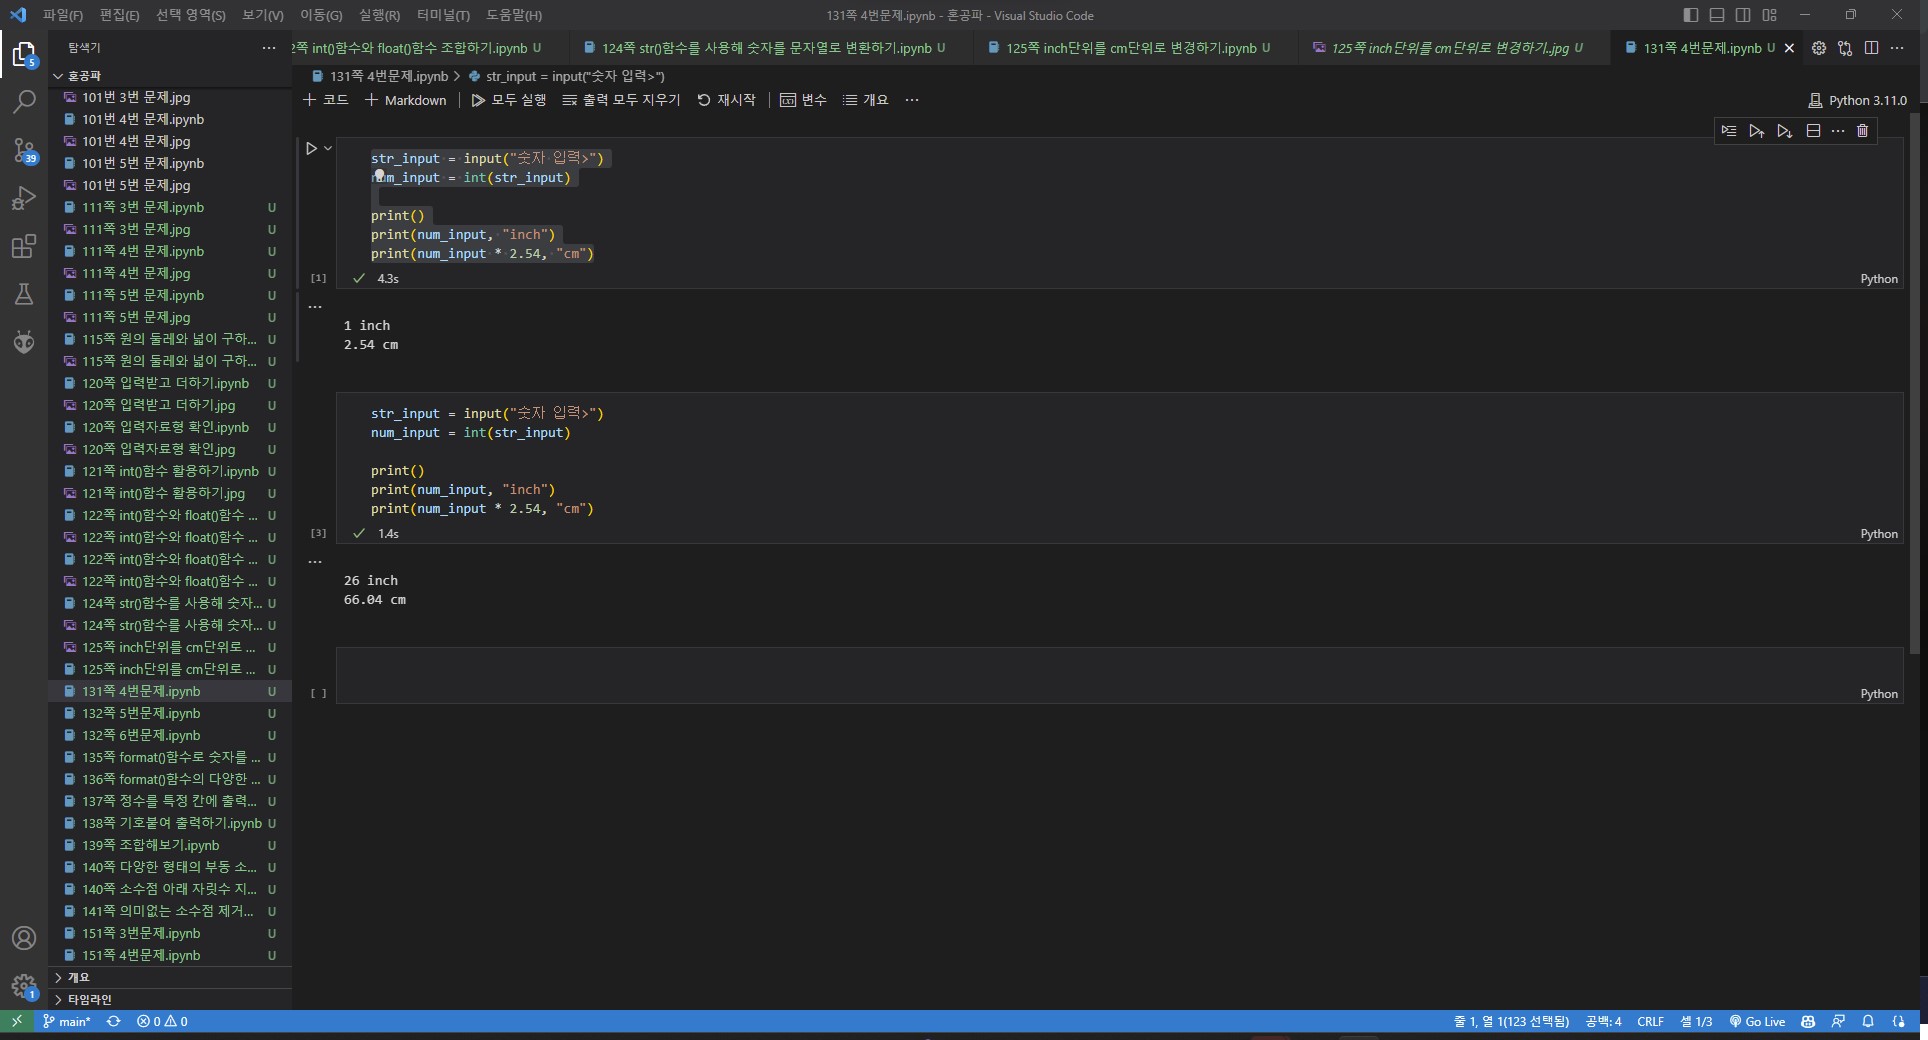 파일(F) 편집(E) 선택 영역(S) 보기(V) 이동(G) 실행(R) 터미널(T) 도움말(H) 131쪽 4번문제.ipynb - 혼공파 - Visual Studio Code
탐색기 ···
2쪽 int()함수와 float()함수 조합하기.ipynb U 124쪽 str()함수를 사용해 숫자를 문자열로 변환하기.ipynb U 125쪽 inch단위를 cm단위로 변경하기.ipynb U 125쪽 inch단위를 cm단위로 변경하기.jpg U 131쪽 4번문제.ipynb U
131쪽 4번문제.ipynb > str_input = input("숫자 입력>")
+ 코드 + Markdown 모두 실행 출력 모두 지우기 재시작 변수 개요 ··· Python 3.11.0
5
39
1
혼공파
101번 3번 문제.jpg
101번 4번 문제.ipynb
101번 4번 문제.jpg
101번 5번 문제.ipynb
101번 5번 문제.jpg
111쪽 3번 문제.ipynb U
111쪽 3번 문제.jpg U
111쪽 4번 문제.ipynb U
111쪽 4번 문제.jpg U
111쪽 5번 문제.ipynb U
111쪽 5번 문제.jpg U
115쪽 원의 둘레와 넓이 구하... U
115쪽 원의 둘레와 넓이 구하... U
120쪽 입력받고 더하기.ipynb U
120쪽 입력받고 더하기.jpg U
120쪽 입력자료형 확인.ipynb U
120쪽 입력자료형 확인.jpg U
121쪽 int()함수 활용하기.ipynb U
121쪽 int()함수 활용하기.jpg U
122쪽 int()함수와 float()함수 ... U
122쪽 int()함수와 float()함수 ... U
122쪽 int()함수와 float()함수 ... U
122쪽 int()함수와 float()함수 ... U
124쪽 str()함수를 사용해 숫자... U
124쪽 str()함수를 사용해 숫자... U
125쪽 inch단위를 cm단위로 ... U
125쪽 inch단위를 cm단위로 ... U
131쪽 4번문제.ipynb U
132쪽 5번문제.ipynb U
132쪽 6번문제.ipynb U
135쪽 format()함수로 숫자를 ... U
136쪽 format()함수의 다양한 ... U
137쪽 정수를 특정 칸에 출력... U
138쪽 기호붙여 출력하기.ipynb U
139쪽 조합해보기.ipynb U
140쪽 다양한 형태의 부동 소... U
140쪽 소수점 아래 자릿수 지... U
141쪽 의미없는 소수점 제거... U
151쪽 3번문제.ipynb U
151쪽 4번문제.ipynb U
개요
타임라인
str_input = input("숫자 입력>")
num_input = int(str_input)
print()
print(num_input, "inch")
print(num_input * 2.54, "cm")
[1] 4.3s Python
···
1 inch
2.54 cm
str_input = input("숫자 입력>")
num_input = int(str_input)
print()
print(num_input, "inch")
print(num_input * 2.54, "cm")
[3] 1.4s Python
···
26 inch
66.04 cm
[ ] Python
main* 0 0 줄 1, 열 1(123 선택됨) 공백: 4 CRLF 셀 1/3 Go Live